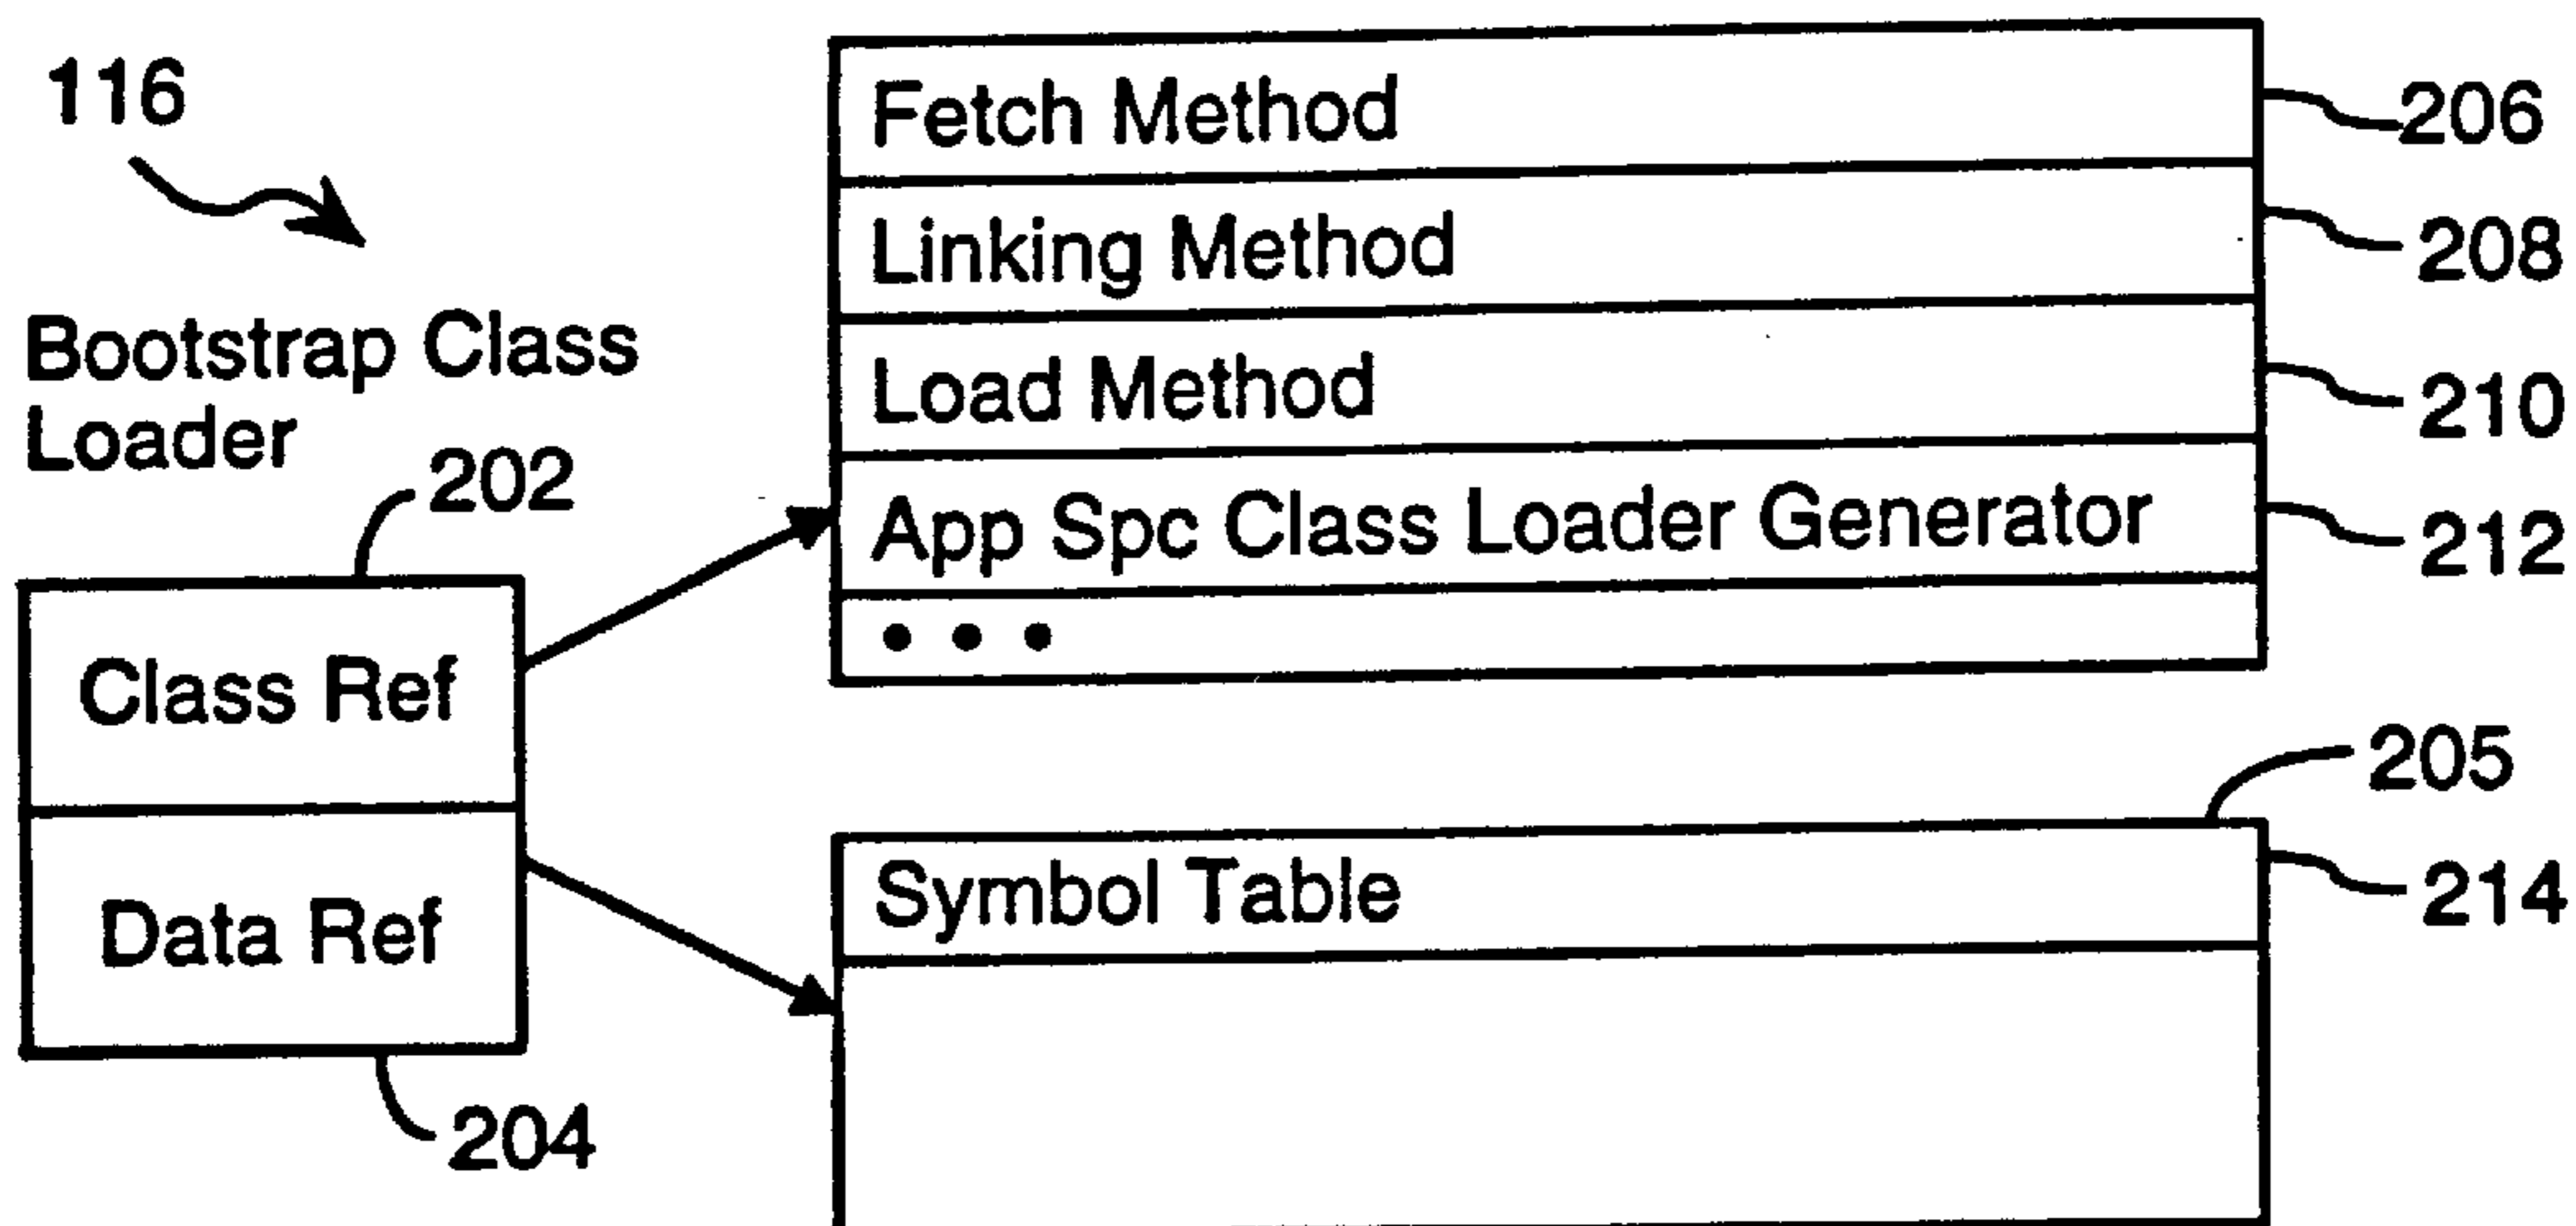 116
Bootstrap Class
Loader
202
Class Ref
Data Ref
204
Fetch Method
206
Linking Method
208
Load Method
210
App Spc Class Loader Generator
212
• • •
205
Symbol Table
214